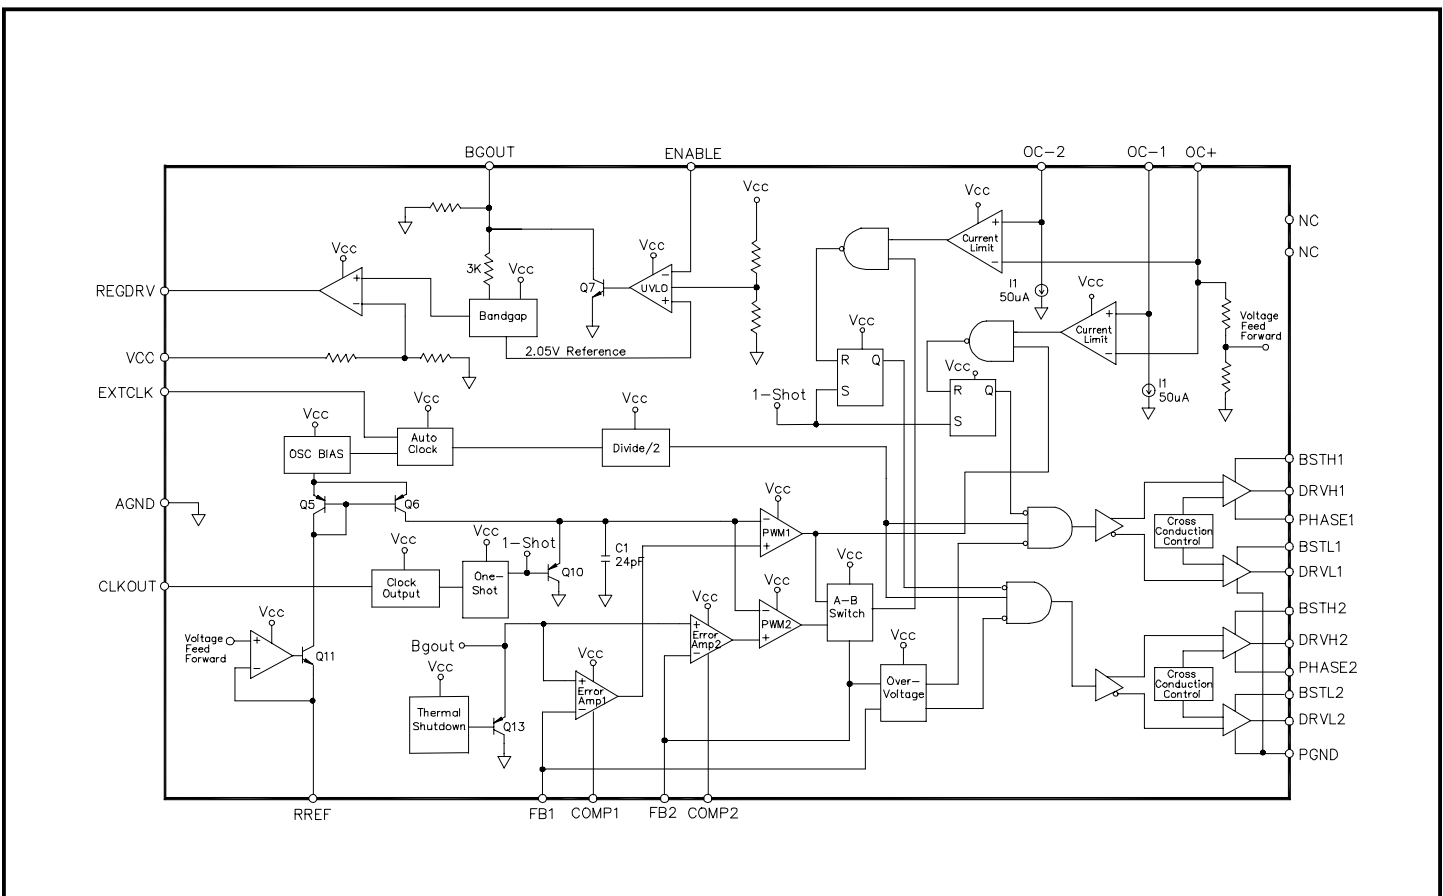 BGOUT
ENABLE
OC-2
OC-1
OC+
NC
NC
REGDRV
VCC
EXTCLK
AGND
CLKOUT
Vcc
Vcc
3K
Bandgap
2.05V Reference
Q7
Vcc
UVLO
Vcc
Vcc
Current
Limit
I1
50uA
Vcc
Current
Limit
I1
50uA
Voltage
Feed
Forward
Vcc
R Q
S
Vcc
R Q
S
1-Shot
Vcc
OSC BIAS
Vcc
Auto
Clock
Vcc
Divide/2
Q5
Q6
Vcc
Clock
Output
Vcc
One-
Shot
1-Shot
Q10
C1
24pF
Vcc
PWM1
Vcc
PWM2
Vcc
A-B
Switch
Vcc
Over-
Voltage
Voltage
Feed
Forward
Vcc
Q11
Bgout
Vcc
Thermal
Shutdown
Q13
Vcc
Error
Amp1
Vcc
Error
Amp2
Cross
Conduction
Control
Cross
Conduction
Control
BSTH1
DRVH1
PHASE1
BSTL1
DRVL1
BSTH2
DRVH2
PHASE2
BSTL2
DRVL2
PGND
RREF
FB1
COMP1
FB2
COMP2